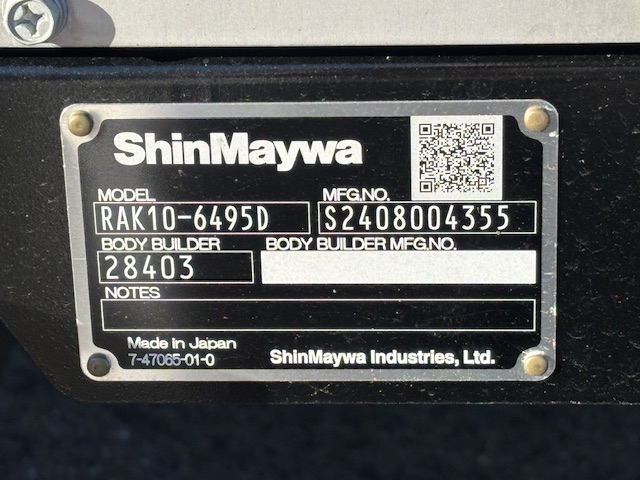 ShinMaywa
MODEL MFG.NO.
RAK10-6495D S2408004355
BODY BUILDER BODY BUILDER MFG.NO.
28403
NOTES
Made in Japan
7-47065-01-0 ShinMaywa Industries, Ltd.